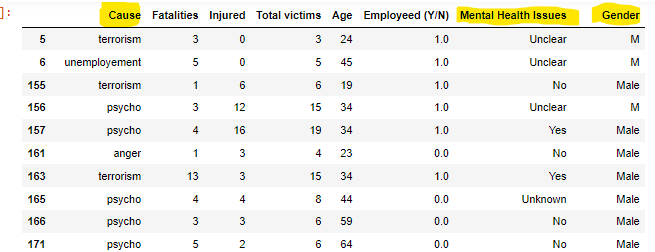 ]:
Cause Fatalities Injured Total victims Age Employeed (Y/N) Mental Health Issues Gender
5 terrorism 3 0 3 24 1.0 Unclear M
6 unemployement 5 0 5 45 1.0 Unclear M
155 terrorism 1 6 6 19 1.0 No Male
156 psycho 3 12 15 34 1.0 Unclear M
157 psycho 4 16 19 34 1.0 Yes Male
161 anger 1 3 4 23 0.0 No Male
163 terrorism 13 3 15 34 1.0 Yes Male
165 psycho 4 4 8 44 0.0 Unknown Male
166 psycho 3 3 6 59 0.0 No Male
171 psycho 5 2 6 64 0.0 No Male